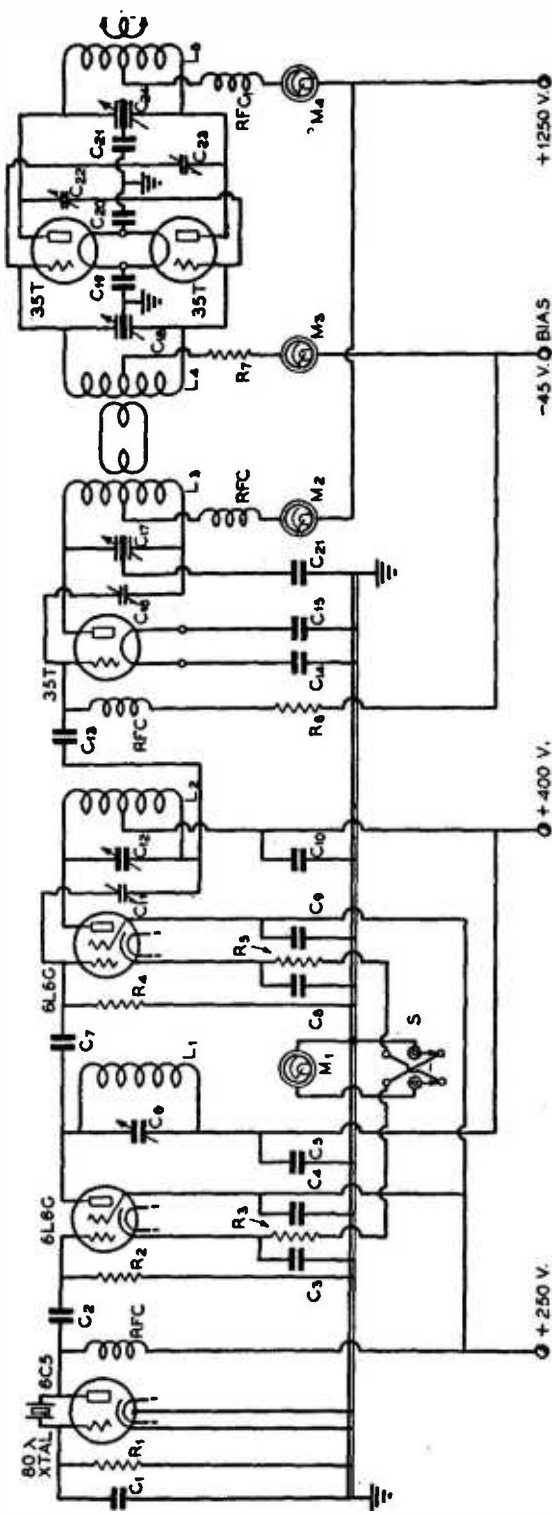 80 λ
XTAL
6C5
6L6G
6L6G
35T
35T
35T
C1
R1
RFC
C2
R2
C3
R3
C4
C5
C6
L1
C7
R4
M1
S
C8
R5
C9
C10
C12
L2
C13
RFC
R6
C14
C15
C16
C17
C21
L3
RFC
M2
L4
R7
M3
C18
C19
C20
C21
C22
C23
RFC
M4
+250 V.
+400 V.
-45 V. BIAS
+1250 V.